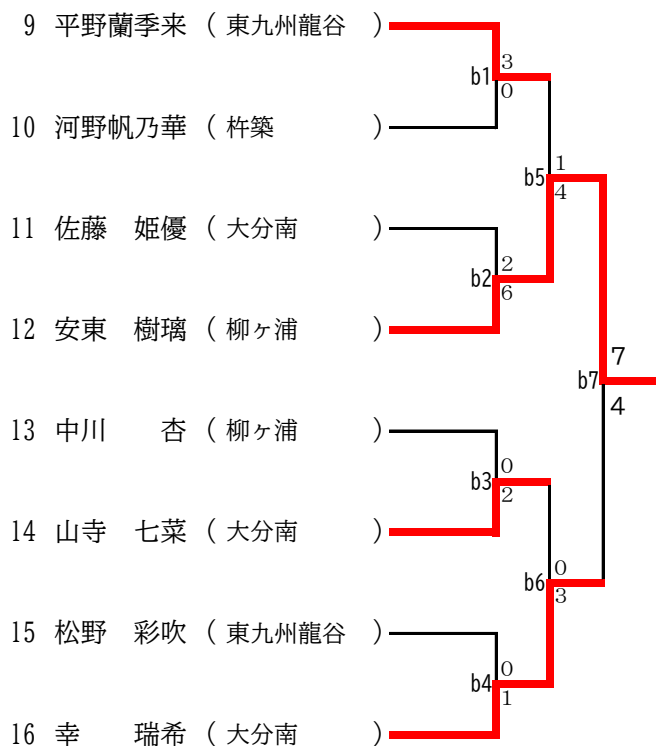 9 平野蘭季来 ( 東九州龍谷 )
3
b1
0
10 河野帆乃華 ( 杵築 )
1
b5
4
11 佐藤 姫優 ( 大分南 )
2
b2
6
12 安東 樹璃 ( 柳ヶ浦 )
7
b7
4
13 中川 杏 ( 柳ヶ浦 )
0
b3
2
14 山寺 七菜 ( 大分南 )
0
b6
3
15 松野 彩吹 ( 東九州龍谷 )
0
b4
1
16 幸 瑞希 ( 大分南 )